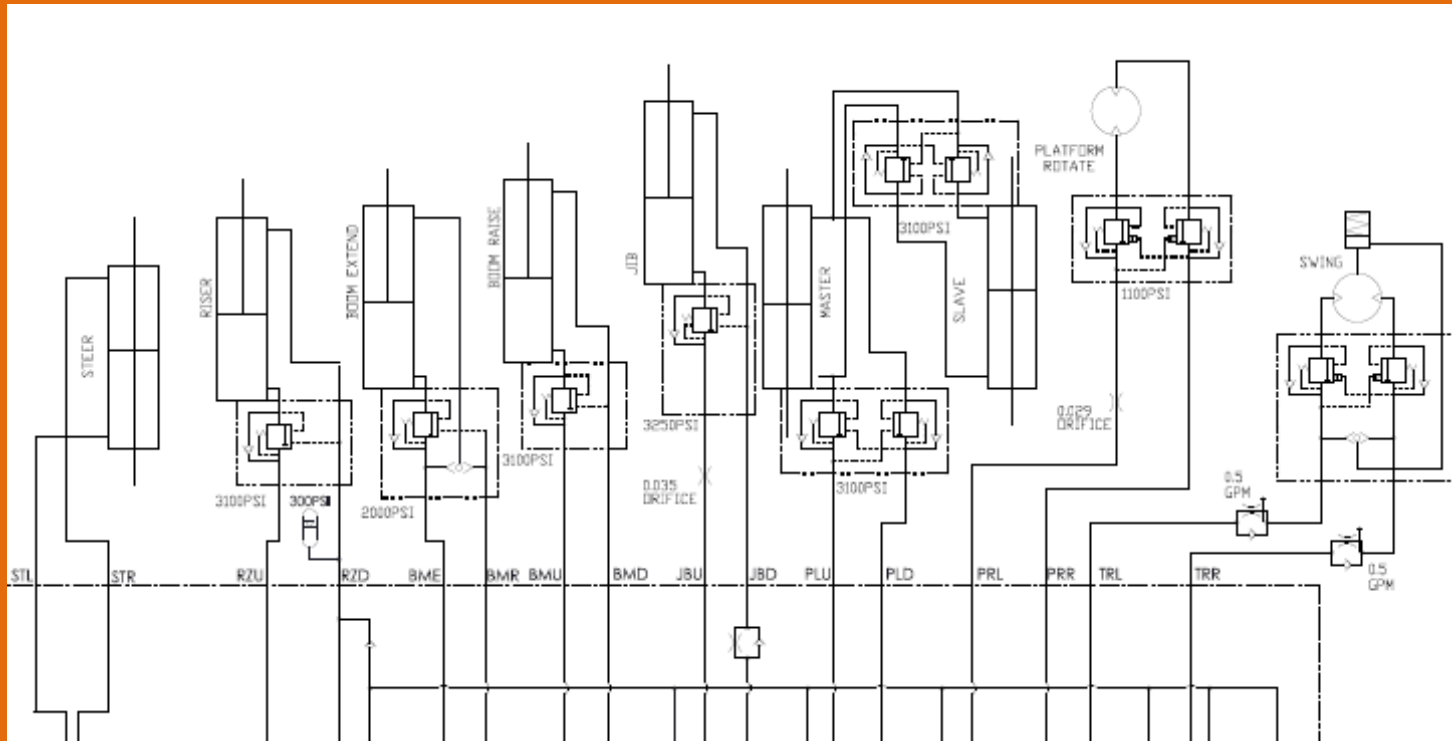 PLATFORM
ROTATE
SWING
STEER
RISER
BOOM EXTEND
BOOM RAISE
JIB
MASTER
SLAVE
3100PSI
1100PSI
3250PSI
0.029
ORIFICE
3100PSI
0.035
ORIFICE
3100PSI
300PSI
2000PSI
3100PSI
0.5
GPM
0.5
GPM
STL
STR
RZU
RZD
BME
BMR
BMU
BMD
JBU
JBD
PLU
PLD
PRL
PRR
TRL
TRR